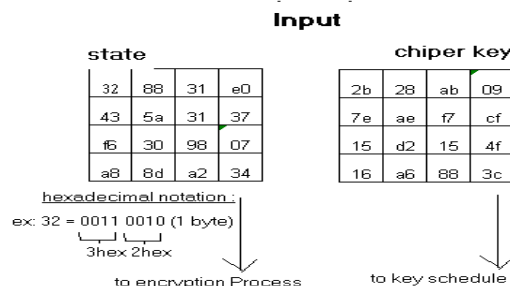 Input
state
chiper key
32 88 31 e0
2b 28 ab 09
43 5a 31 37
7e ae f7 cf
f6 30 98 07
15 d2 15 4f
a8 8d a2 34
16 a6 88 3c
hexadecimal notation :
ex: 32 = 0011 0010 (1 byte)
3hex 2hex
to encryption Process
to key schedule